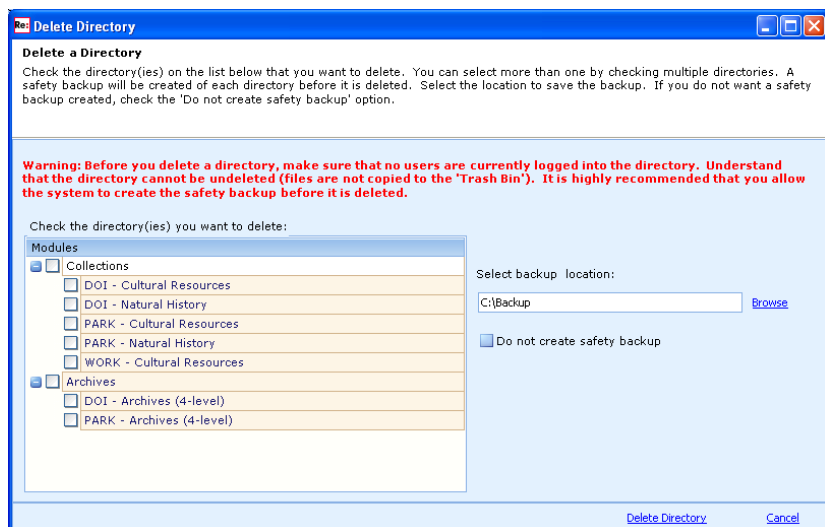 Re: Delete Directory
Delete a Directory
Check the directory(ies) on the list below that you want to delete. You can select more than one by checking multiple directories. A
safety backup will be created of each directory before it is deleted. Select the location to save the backup. If you do not want a safety
backup created, check the 'Do not create safety backup' option.
Warning: Before you delete a directory, make sure that no users are currently logged into the directory. Understand
that the directory cannot be undeleted (files are not copied to the 'Trash Bin'). It is highly recommended that you allow
the system to create the safety backup before it is deleted.
Check the directory(ies) you want to delete:
Modules
Collections
DOI - Cultural Resources
DOI - Natural History
PARK - Cultural Resources
PARK - Natural History
WORK - Cultural Resources
Archives
DOI - Archives (4-level)
PARK - Archives (4-level)
Select backup location:
C:\Backup
Browse
Do not create safety backup
Delete Directory
Cancel